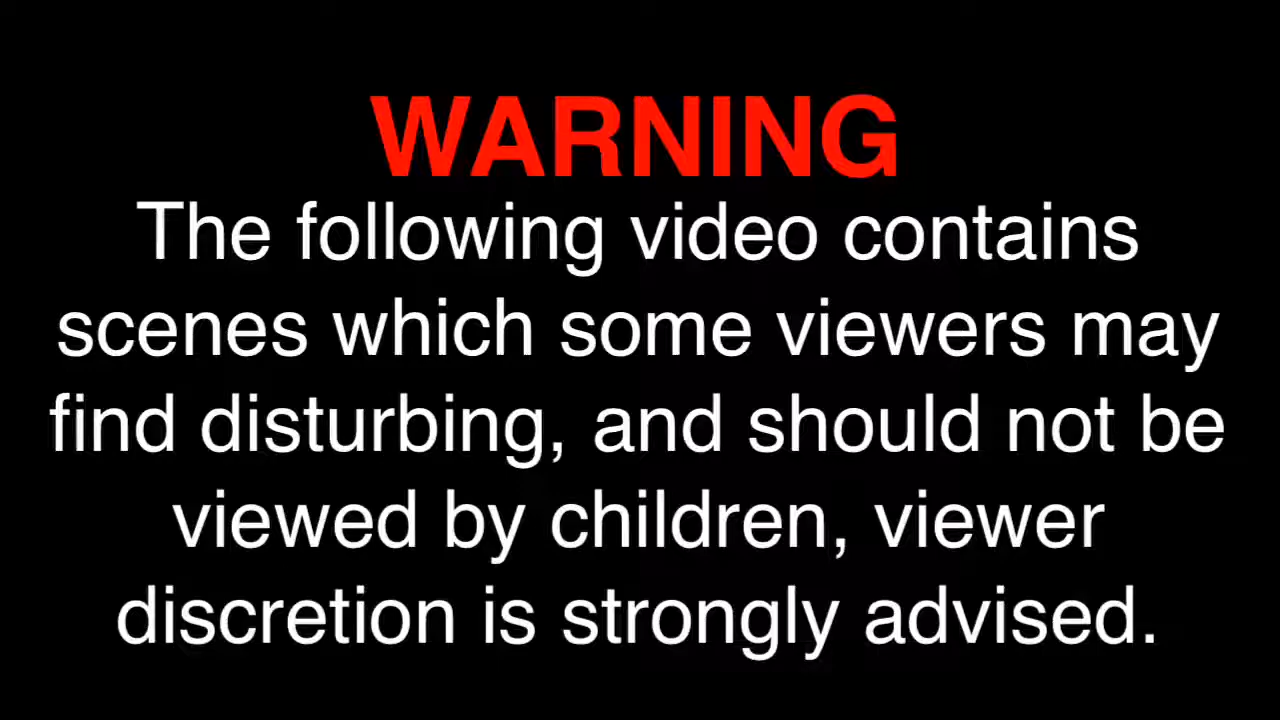 WARNING
The following video contains
scenes which some viewers may
find disturbing, and should not be
viewed by children, viewer
discretion is strongly advised.